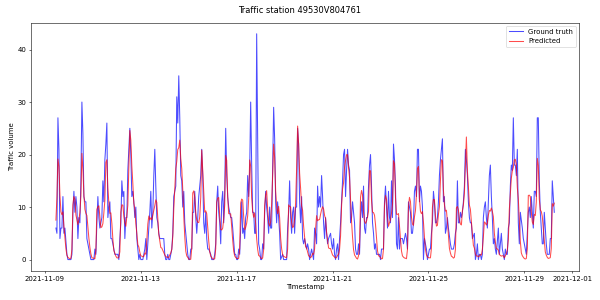 Traffic station 49530V804761
Ground truth
Predicted
Traffic volume
40
30
20
10
0
2021-11-09
2021-11-13
2021-11-17
2021-11-21
2021-11-25
2021-11-29
2021-12-01
Timestamp